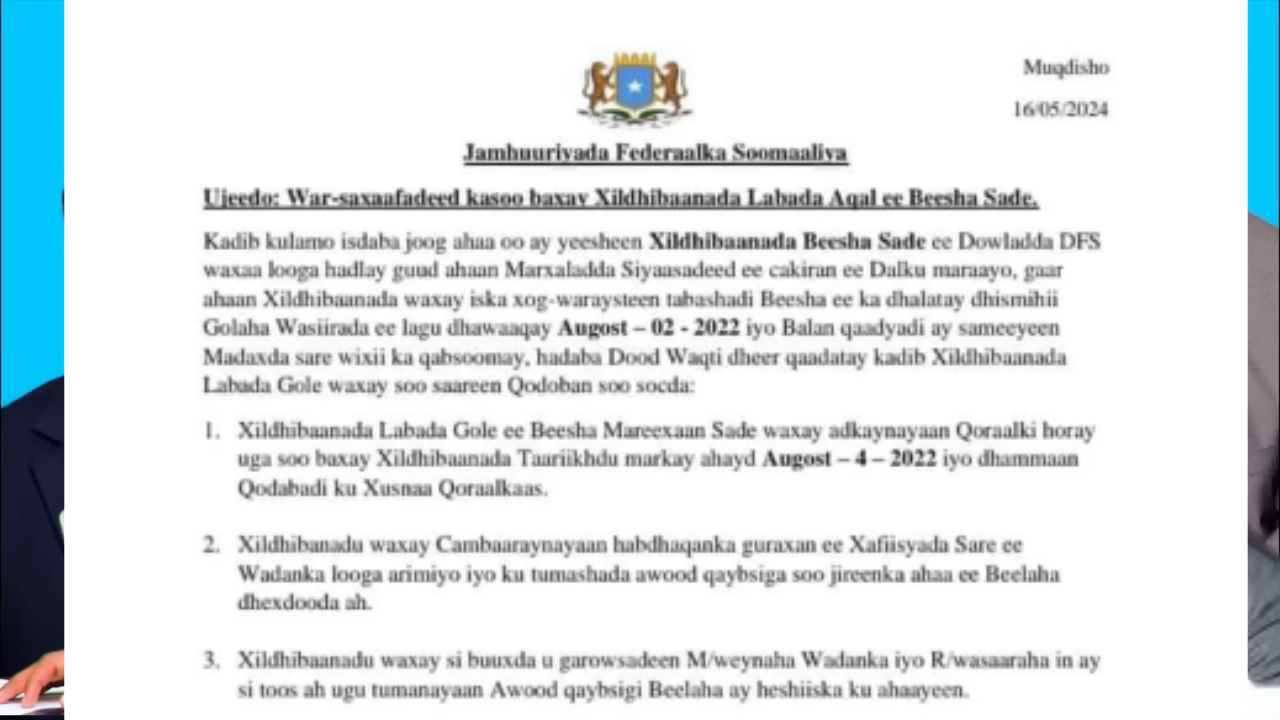 Muqdisho
16/05/2024
Jamhuuriyada Federaalka Soomaaliya
Ujeedo: War-saxaafadeed kasoo baxay Xildhibaanada Labada Aqal ee Beesha Sade.
Kadib kulamo isdaba joog ahaa oo ay yeesheen Xildhibaanada Beesha Sade ee Dowladda DFS
waxaa looga hadlay guud ahaan Marxaladda Siyaasadeed ee cakiran ee Dalku maraayo, gaar
ahaan Xildhibaanada waxay iska xog-waraysteen tabashadi Beesha ee ka dhalatay dhismihii
Golaha Wasiirada ee lagu dhawaaqay Augost – 02 - 2022 iyo Balan qaadyadi ay sameeyeen
Madaxda sare wixii ka qabsoomay, hadaba Dood Waqti dheer qaadatay kadib Xildhibaanada
Labada Gole waxay soo saareen Qodoban soo socda:
1. Xildhibaanada Labada Gole ee Beesha Mareexaan Sade waxay adkaynayaan Qoraalki horay
uga soo baxay Xildhibaanada Taariikhdu markay ahayd Augost – 4 – 2022 iyo dhammaan
Qodabadi ku Xusnaa Qoraalkaas.
2. Xildhibanadu waxay Cambaaraynayaan habdhaqanka guraxan ee Xafiisyada Sare ee
Wadanka looga arimiyo iyo ku tumashada awood qaybsiga soo jireenka ahaa ee Beelaha
dhexdooda ah.
3. Xildhibaanadu waxay si buuxda u garowsadeen M/weynaha Wadanka iyo R/wasaaraha in ay
si toos ah ugu tumanayaan Awood qaybsigi Beelaha ay heshiiska ku ahaayeen.